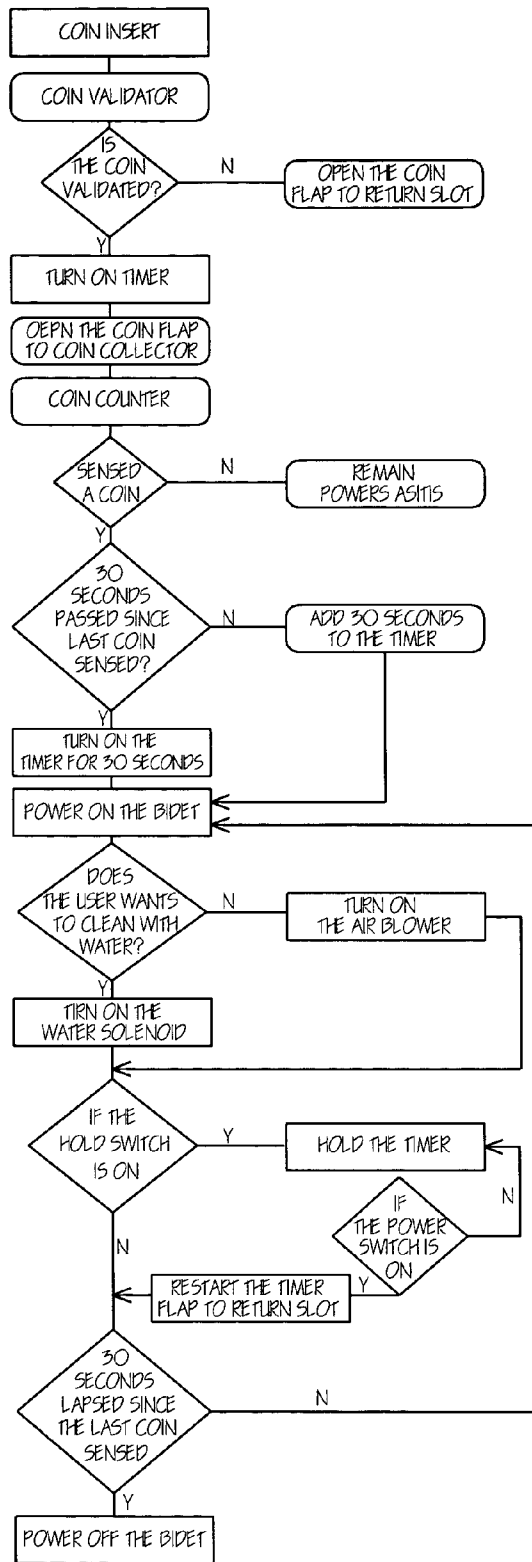 COIN INSERT
COIN VALIDATOR
IS
THE COIN
VALIDATED?
N
OPEN THE COIN
FLAP TO RETURN SLOT
Y
TURN ON TIMER
OEPN THE COIN FLAP
TO COIN COLLECTOR
COIN COUNTER
SENSED
A COIN
N
REMAIN
POWERS ASITIS
Y
30
SECONDS
PASSED SINCE
LAST COIN
SENSED?
N
ADD 30 SECONDS
TO THE TIMER
Y
TURN ON THE
TIMER FOR 30 SECONDS
POWER ON THE BIDET
DOES
THE USER WANTS
TO CLEAN WITH
WATER?
N
TURN ON
THE AIR BLOWER
Y
TIRN ON THE
WATER SOLENOID
IF THE
HOLD SWITCH
IS ON
Y
HOLD THE TIMER
N
IF
THE POWER
SWITCH IS
ON
N
Y
RESTART THE TIMER
FLAP TO RETURN SLOT
30
SECONDS
LAPSED SINCE
THE LAST COIN
SENSED
N
Y
POWER OFF THE BIDET